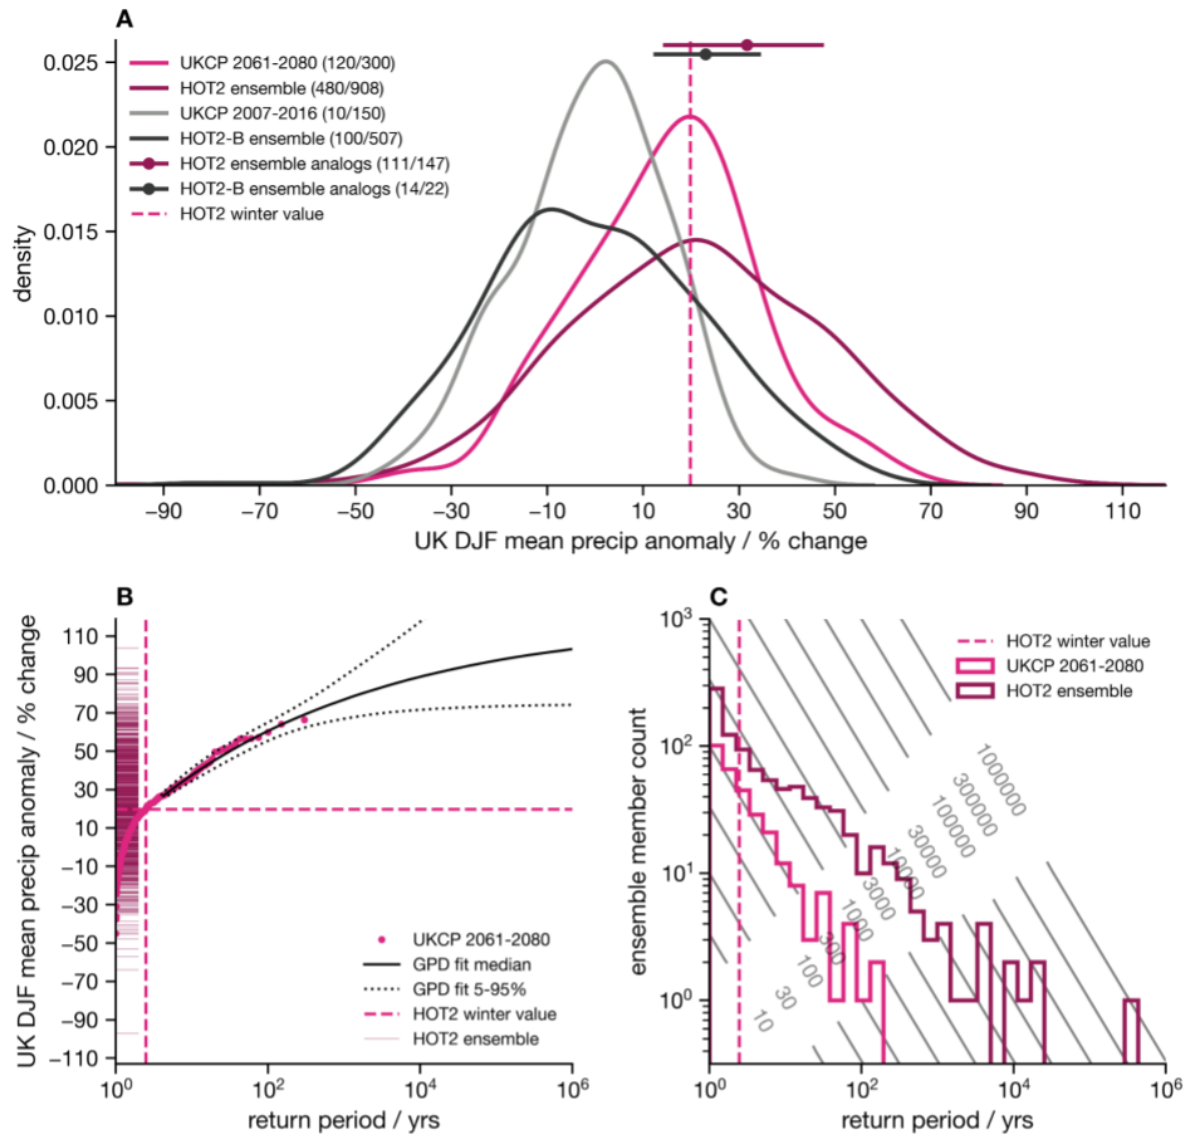 A
0.025
0.020
0.015
0.010
0.005
0.000
density
UKCP 2061-2080 (120/300)
HOT2 ensemble (480/908)
UKCP 2007-2016 (10/150)
HOT2-B ensemble (100/507)
HOT2 ensemble analogs (111/147)
HOT2-B ensemble analogs (14/22)
HOT2 winter value
−90 −70 −50 −30 −10 10 30 50 70 90 110
UK DJF mean precip anomaly / % change
B
110
90
70
50
30
10
−10
−30
−50
−70
−90
−110
UK DJF mean precip anomaly / % change
UKCP 2061-2080
GPD fit median
GPD fit 5-95%
HOT2 winter value
HOT2 ensemble
10⁰ 10² 10⁴ 10⁶
return period / yrs
C
10³
10²
10¹
10⁰
ensemble member count
HOT2 winter value
UKCP 2061-2080
HOT2 ensemble
1000000
300000
100000
30000
10000
3000
1000
300
100
30
10
10⁰ 10² 10⁴ 10⁶
return period / yrs